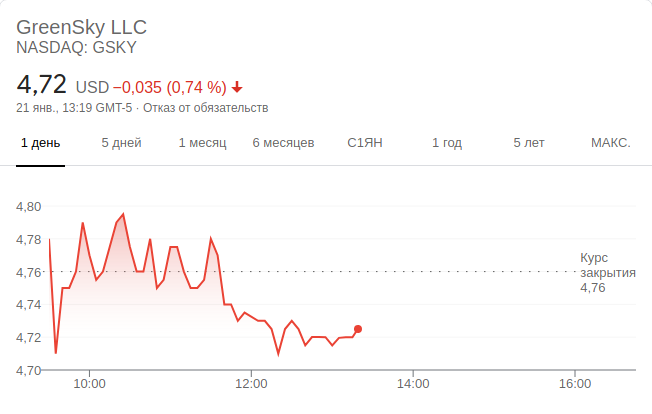 GreenSky LLC
NASDAQ: GSKY
4,72 USD −0,035 (0,74 %)
21 янв., 13:19 GMT-5 · Отказ от обязательств
1 день 5 дней 1 месяц 6 месяцев С1ЯН 1 год 5 лет МАКС.
4,80
4,78
4,76
4,74
4,72
4,70
Курс
закрытия
4,76
10:00 12:00 14:00 16:00